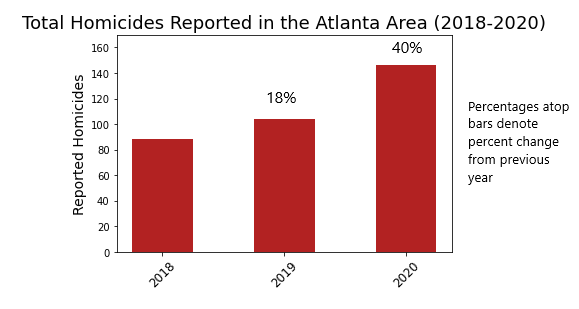 Total Homicides Reported in the Atlanta Area (2018-2020)
Reported Homicides
160
140
120
100
80
60
40
20
0
18%
40%
2018
2019
2020
Percentages atop
bars denote
percent change
from previous
year